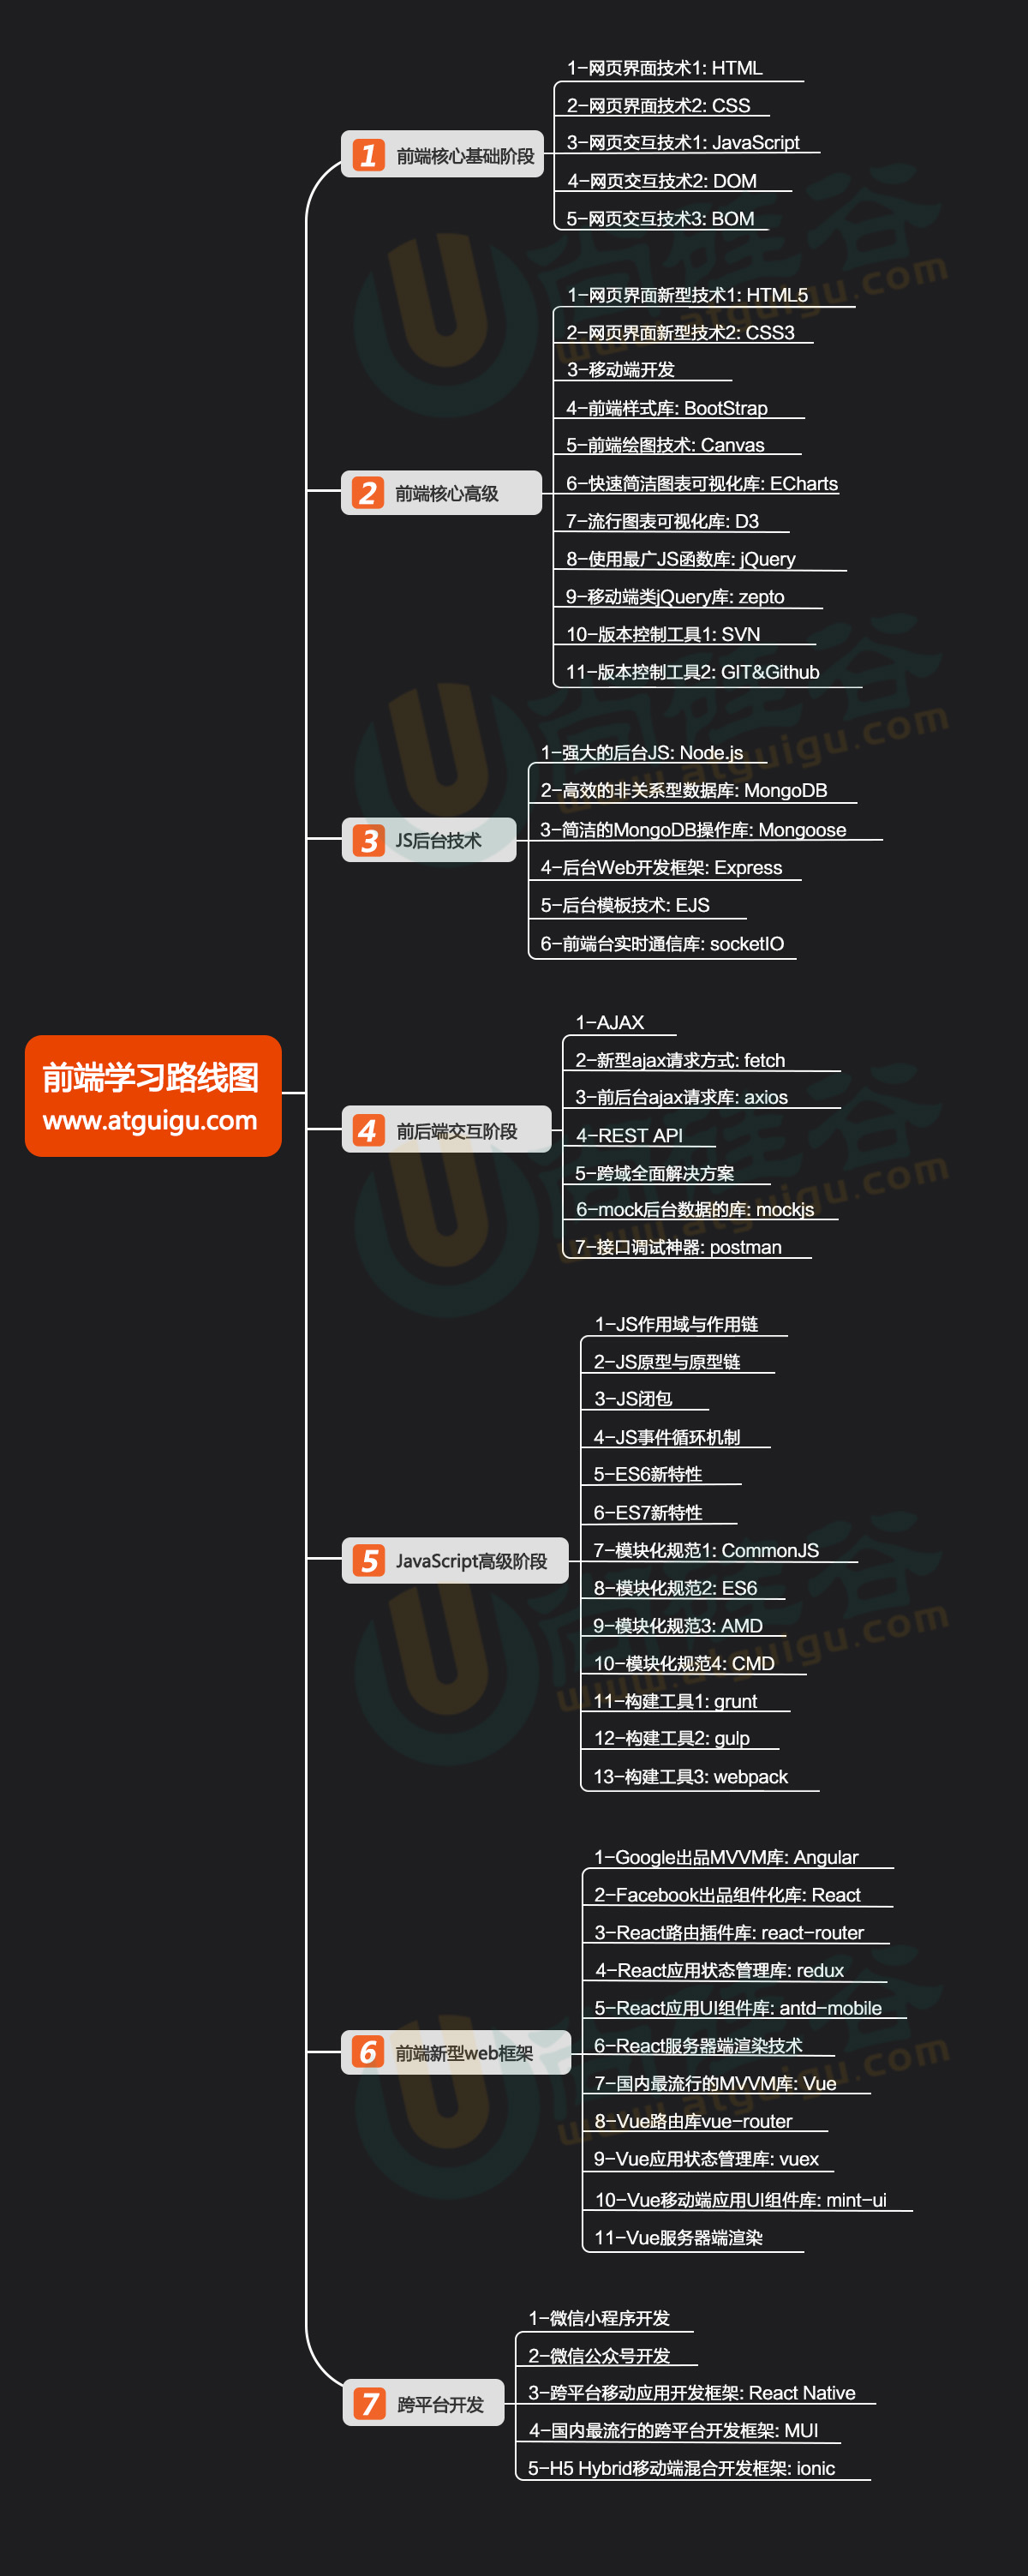 前端学习路线图
www.atguigu.com
1 前端核心基础阶段
1-网页界面技术1: HTML
2-网页界面技术2: CSS
3-网页交互技术1: JavaScript
4-网页交互技术2: DOM
5-网页交互技术3: BOM
2 前端核心高级
1-网页界面新型技术1: HTML5
2-网页界面新型技术2: CSS3
3-移动端开发
4-前端样式库: BootStrap
5-前端绘图技术: Canvas
6-快速简洁图表可视化库: ECharts
7-流行图表可视化库: D3
8-使用最广JS函数库: jQuery
9-移动端类jQuery库: zepto
10-版本控制工具1: SVN
11-版本控制工具2: GIT&Github
3 JS后台技术
1-强大的后台JS: Node.js
2-高效的非关系型数据库: MongoDB
3-简洁的MongoDB操作库: Mongoose
4-后台Web开发框架: Express
5-后台模板技术: EJS
6-前端台实时通信库: socketIO
4 前后端交互阶段
1-AJAX
2-新型ajax请求方式: fetch
3-前后台ajax请求库: axios
4-REST API
5-跨域全面解决方案
6-mock后台数据的库: mockjs
7-接口调试神器: postman
5 JavaScript高级阶段
1-JS作用域与作用链
2-JS原型与原型链
3-JS闭包
4-JS事件循环机制
5-ES6新特性
6-ES7新特性
7-模块化规范1: CommonJS
8-模块化规范2: ES6
9-模块化规范3: AMD
10-模块化规范4: CMD
11-构建工具1: grunt
12-构建工具2: gulp
13-构建工具3: webpack
6 前端新型web框架
1-Google出品MVVM库: Angular
2-Facebook出品组件化库: React
3-React路由插件库: react-router
4-React应用状态管理库: redux
5-React应用UI组件库: antd-mobile
6-React服务器端渲染技术
7-国内最流行的MVVM库: Vue
8-Vue路由库vue-router
9-Vue应用状态管理库: vuex
10-Vue移动端应用UI组件库: mint-ui
11-Vue服务器端渲染
7 跨平台开发
1-微信小程序开发
2-微信公众号开发
3-跨平台移动应用开发框架: React Native
4-国内最流行的跨平台开发框架: MUI
5-H5 Hybrid移动端混合开发框架: ionic
尚硅谷
www.atguigu.com
尚硅谷
www.atguigu.com
尚硅谷
www.atguigu.com
尚硅谷
www.atguigu.com
尚硅谷
www.atguigu.com